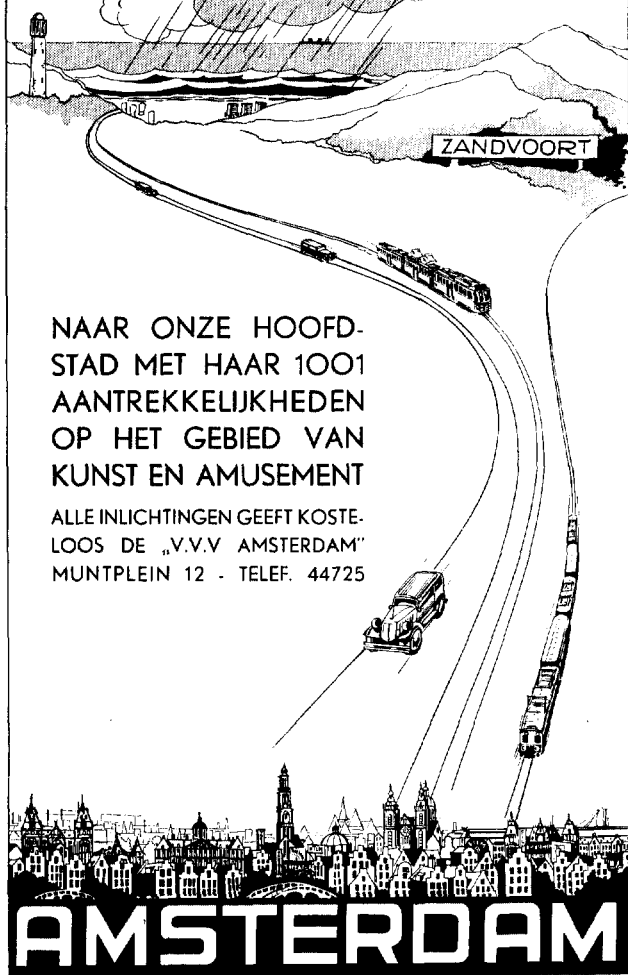 ZANDVOORT
NAAR ONZE HOOFD-
STAD MET HAAR 1001
AANTREKKELIJKHEDEN
OP HET GEBIED VAN
KUNST EN AMUSEMENT
ALLE INLICHTINGEN GEEFT KOSTE-
LOOS DE „V.V.V AMSTERDAM”
MUNTPLEIN 12 - TELEF. 44725
AMSTERDAM